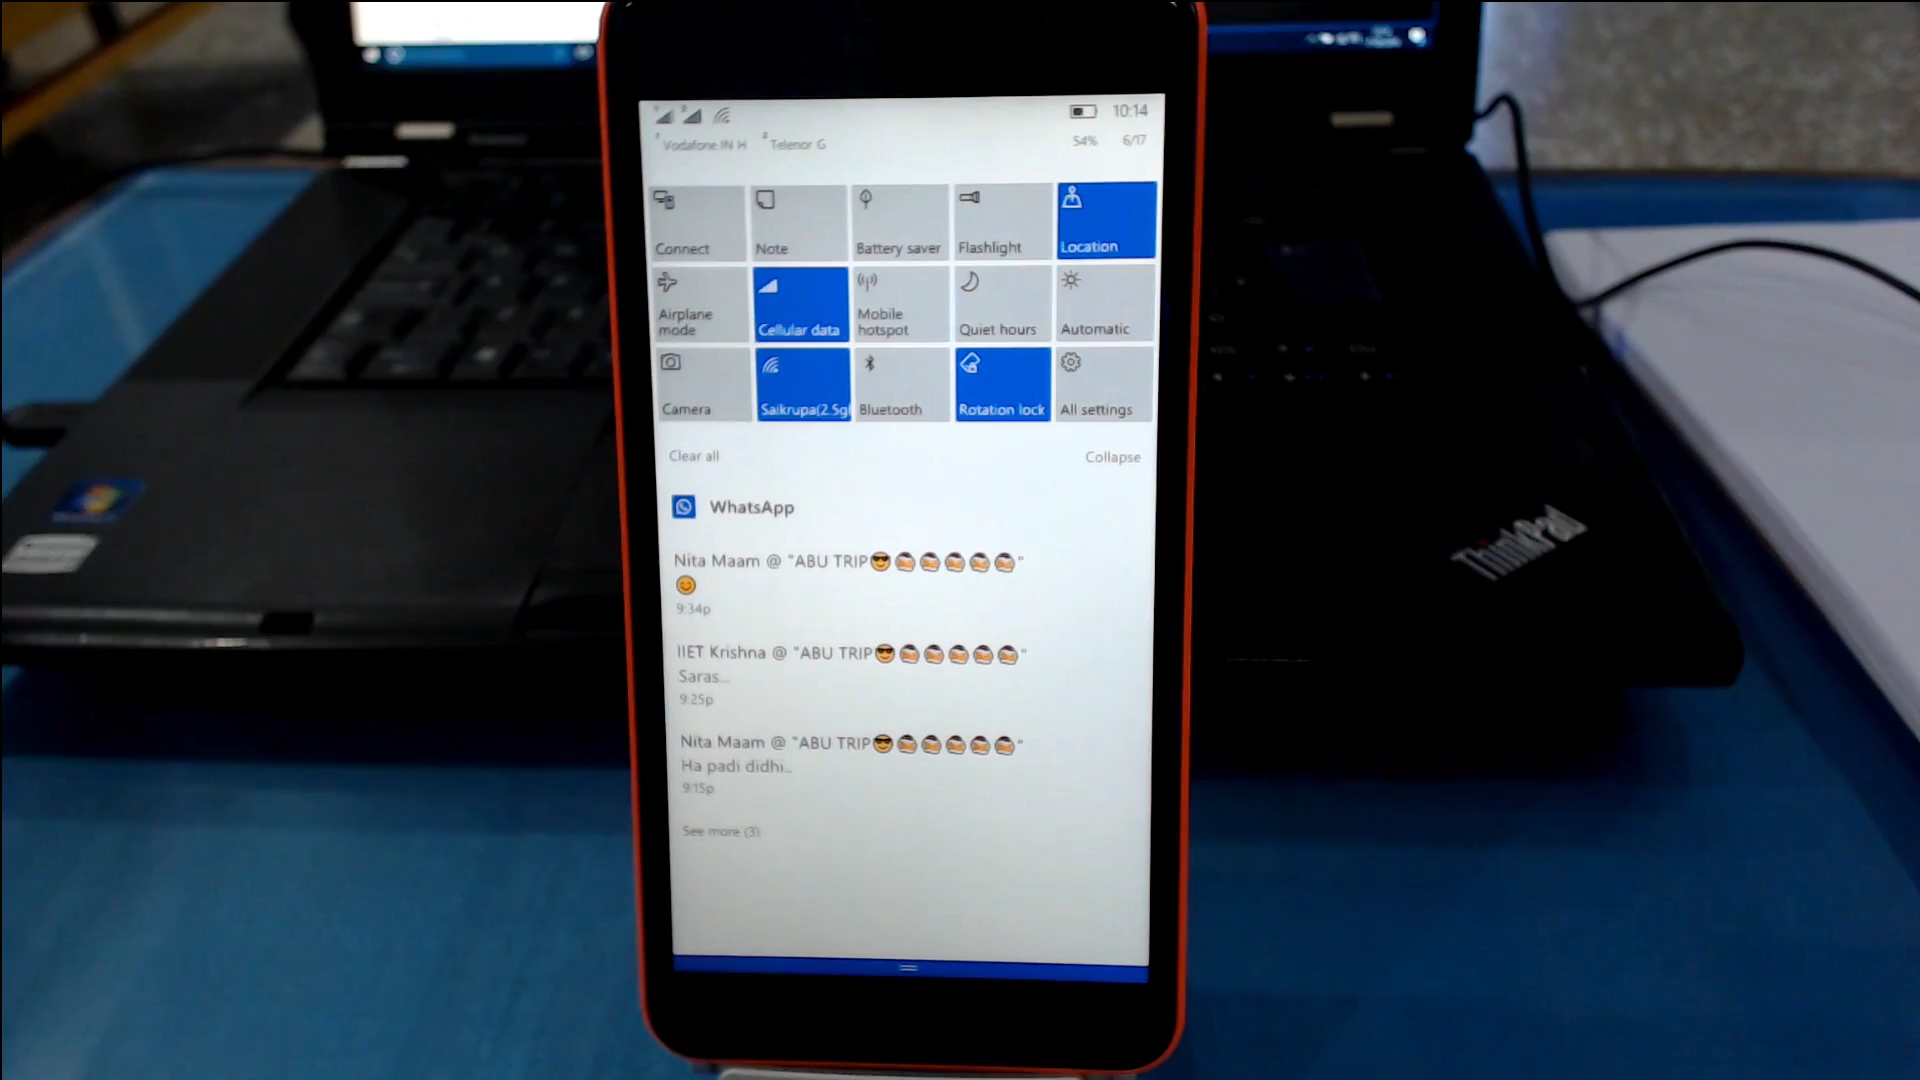 10:14
1 Vodafone IN H 2 Telenor G 54% 6/17
Connect Note Battery saver Flashlight Location
Airplane mode Cellular data Mobile hotspot Quiet hours Automatic
Camera Saikrupa(2.5g Bluetooth Rotation lock All settings
Clear all Collapse
WhatsApp
Nita Maam @ "ABU TRIP😎🙈🙈🙈🙈🙈"
😊
9:34p
IIET Krishna @ "ABU TRIP😎🙈🙈🙈🙈🙈"
Saras...
9:25p
Nita Maam @ "ABU TRIP😎🙈🙈🙈🙈🙈"
Ha padi didhi..
9:15p
See more (3)
ThinkPad